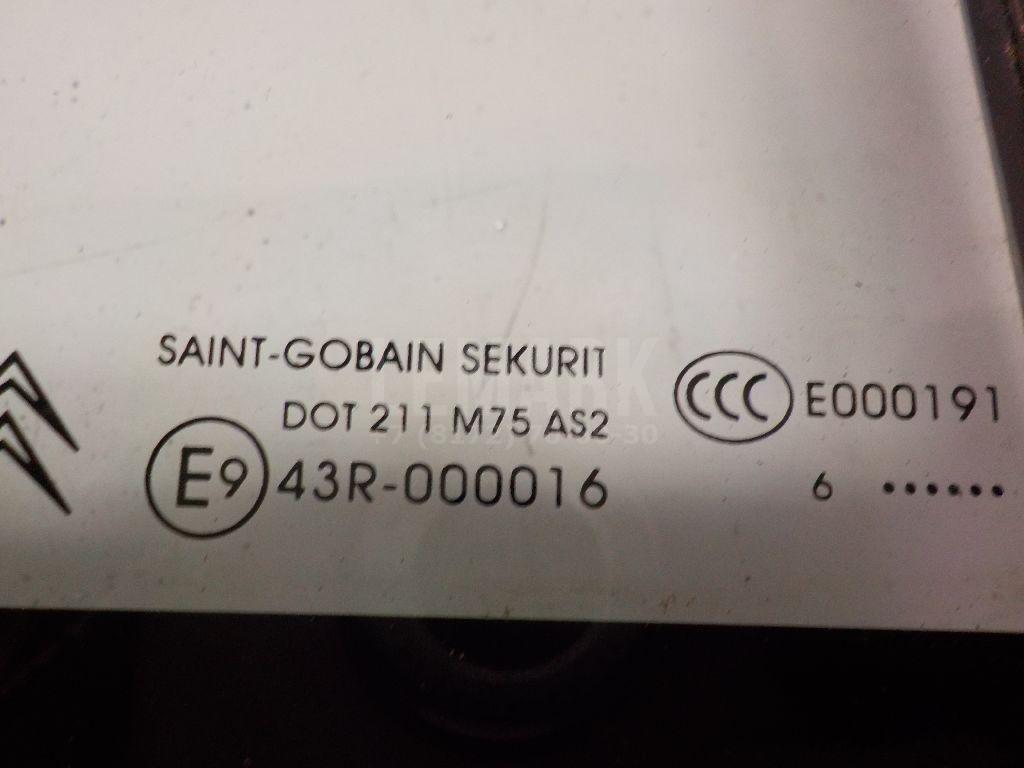 SAINT-GOBAIN SEKURIT
DOT 211 M75 AS2
E9 43R-000016
CCC E000191
6 ......